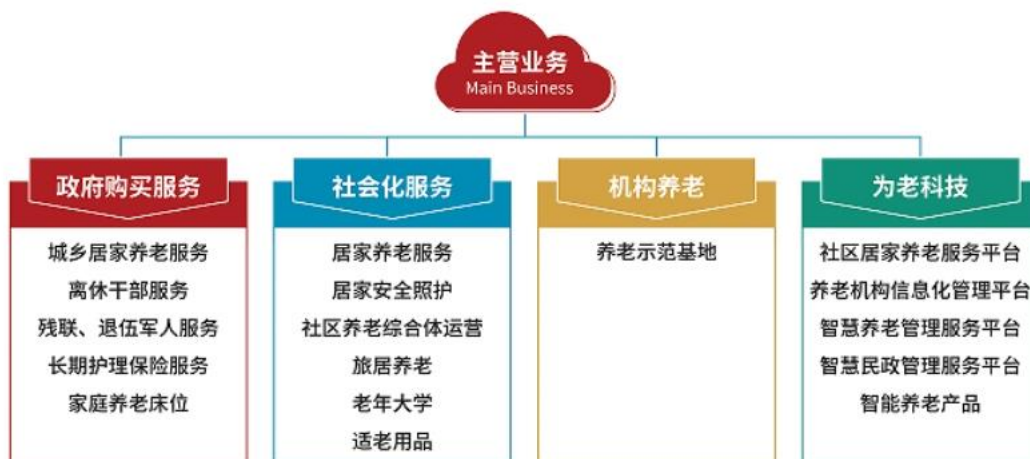 主营业务
Main Business
政府购买服务
城乡居家养老服务
离休干部服务
残联、退伍军人服务
长期护理保险服务
家庭养老床位
社会化服务
居家养老服务
居家安全照护
社区养老综合体运营
旅居养老
老年大学
适老用品
机构养老
养老示范基地
为老科技
社区居家养老服务平台
养老机构信息化管理平台
智慧养老管理服务平台
智慧民政管理服务平台
智能养老产品